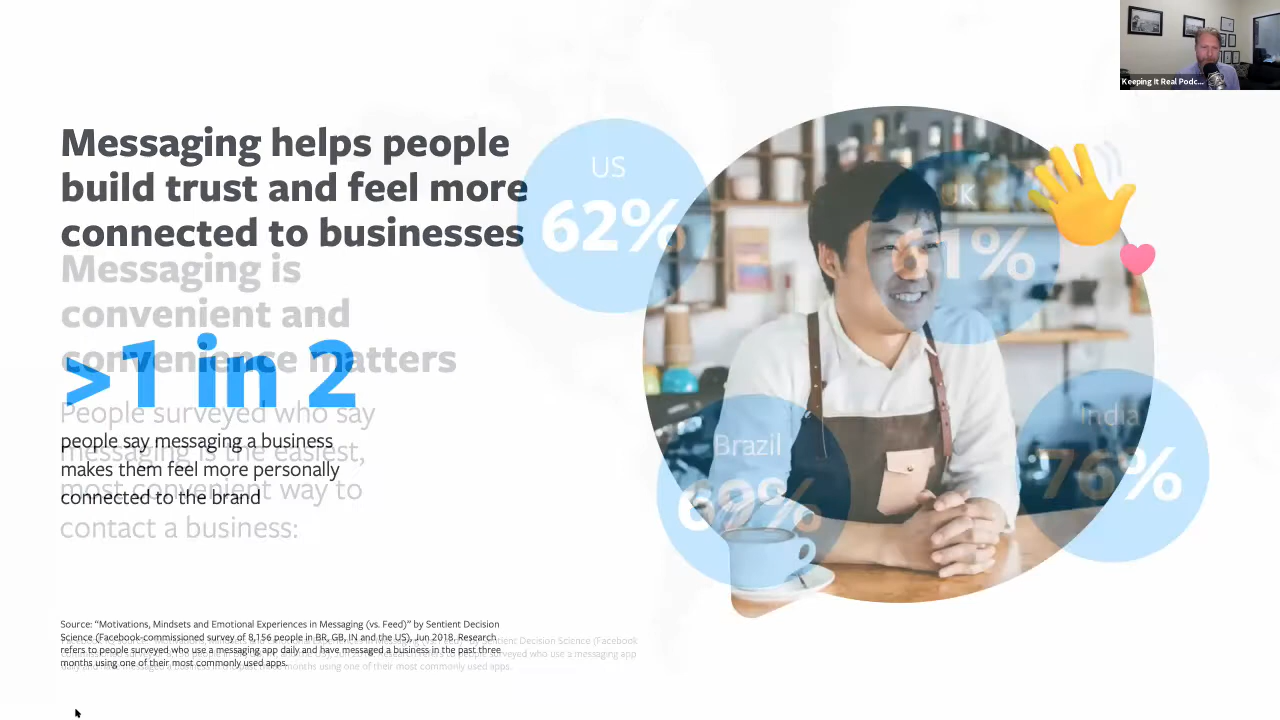 Keeping It Real Podc...
Messaging helps people
build trust and feel more
connected to businesses
Messaging is
convenient and
convenience matters
>1 in 2
People surveyed who say
messaging is the easiest,
most convenient way to
contact a business:
people say messaging a business
makes them feel more personally
connected to the brand
US
62%
UK
61%
Brazil
69%
India
76%
Source: "Motivations, Mindsets and Emotional Experiences in Messaging (vs. Feed)" by Sentient Decision
Science (Facebook-commissioned survey of 8,156 people in BR, GB, IN and the US), Jun 2018. Research
refers to people surveyed who use a messaging app daily and have messaged a business in the past three
months using one of their most commonly used apps.